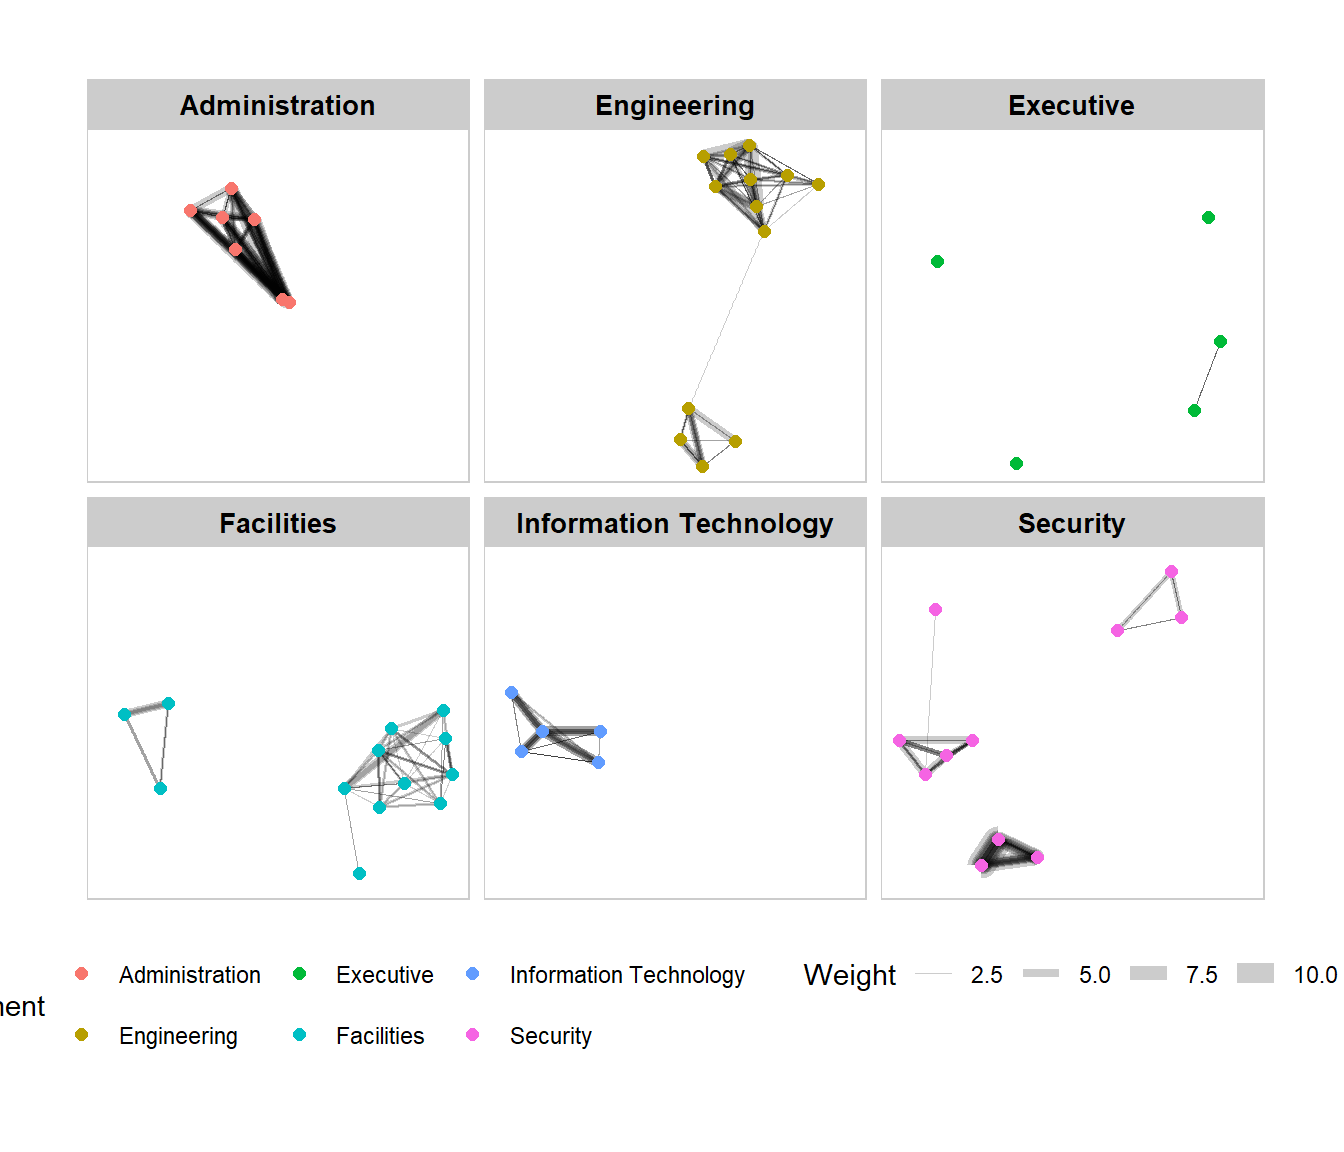 Administration
Engineering
Executive
Facilities
Information Technology
Security
Administration
Executive
Information Technology
Weight
2.5
5.0
7.5
10.0
Engineering
Facilities
Security